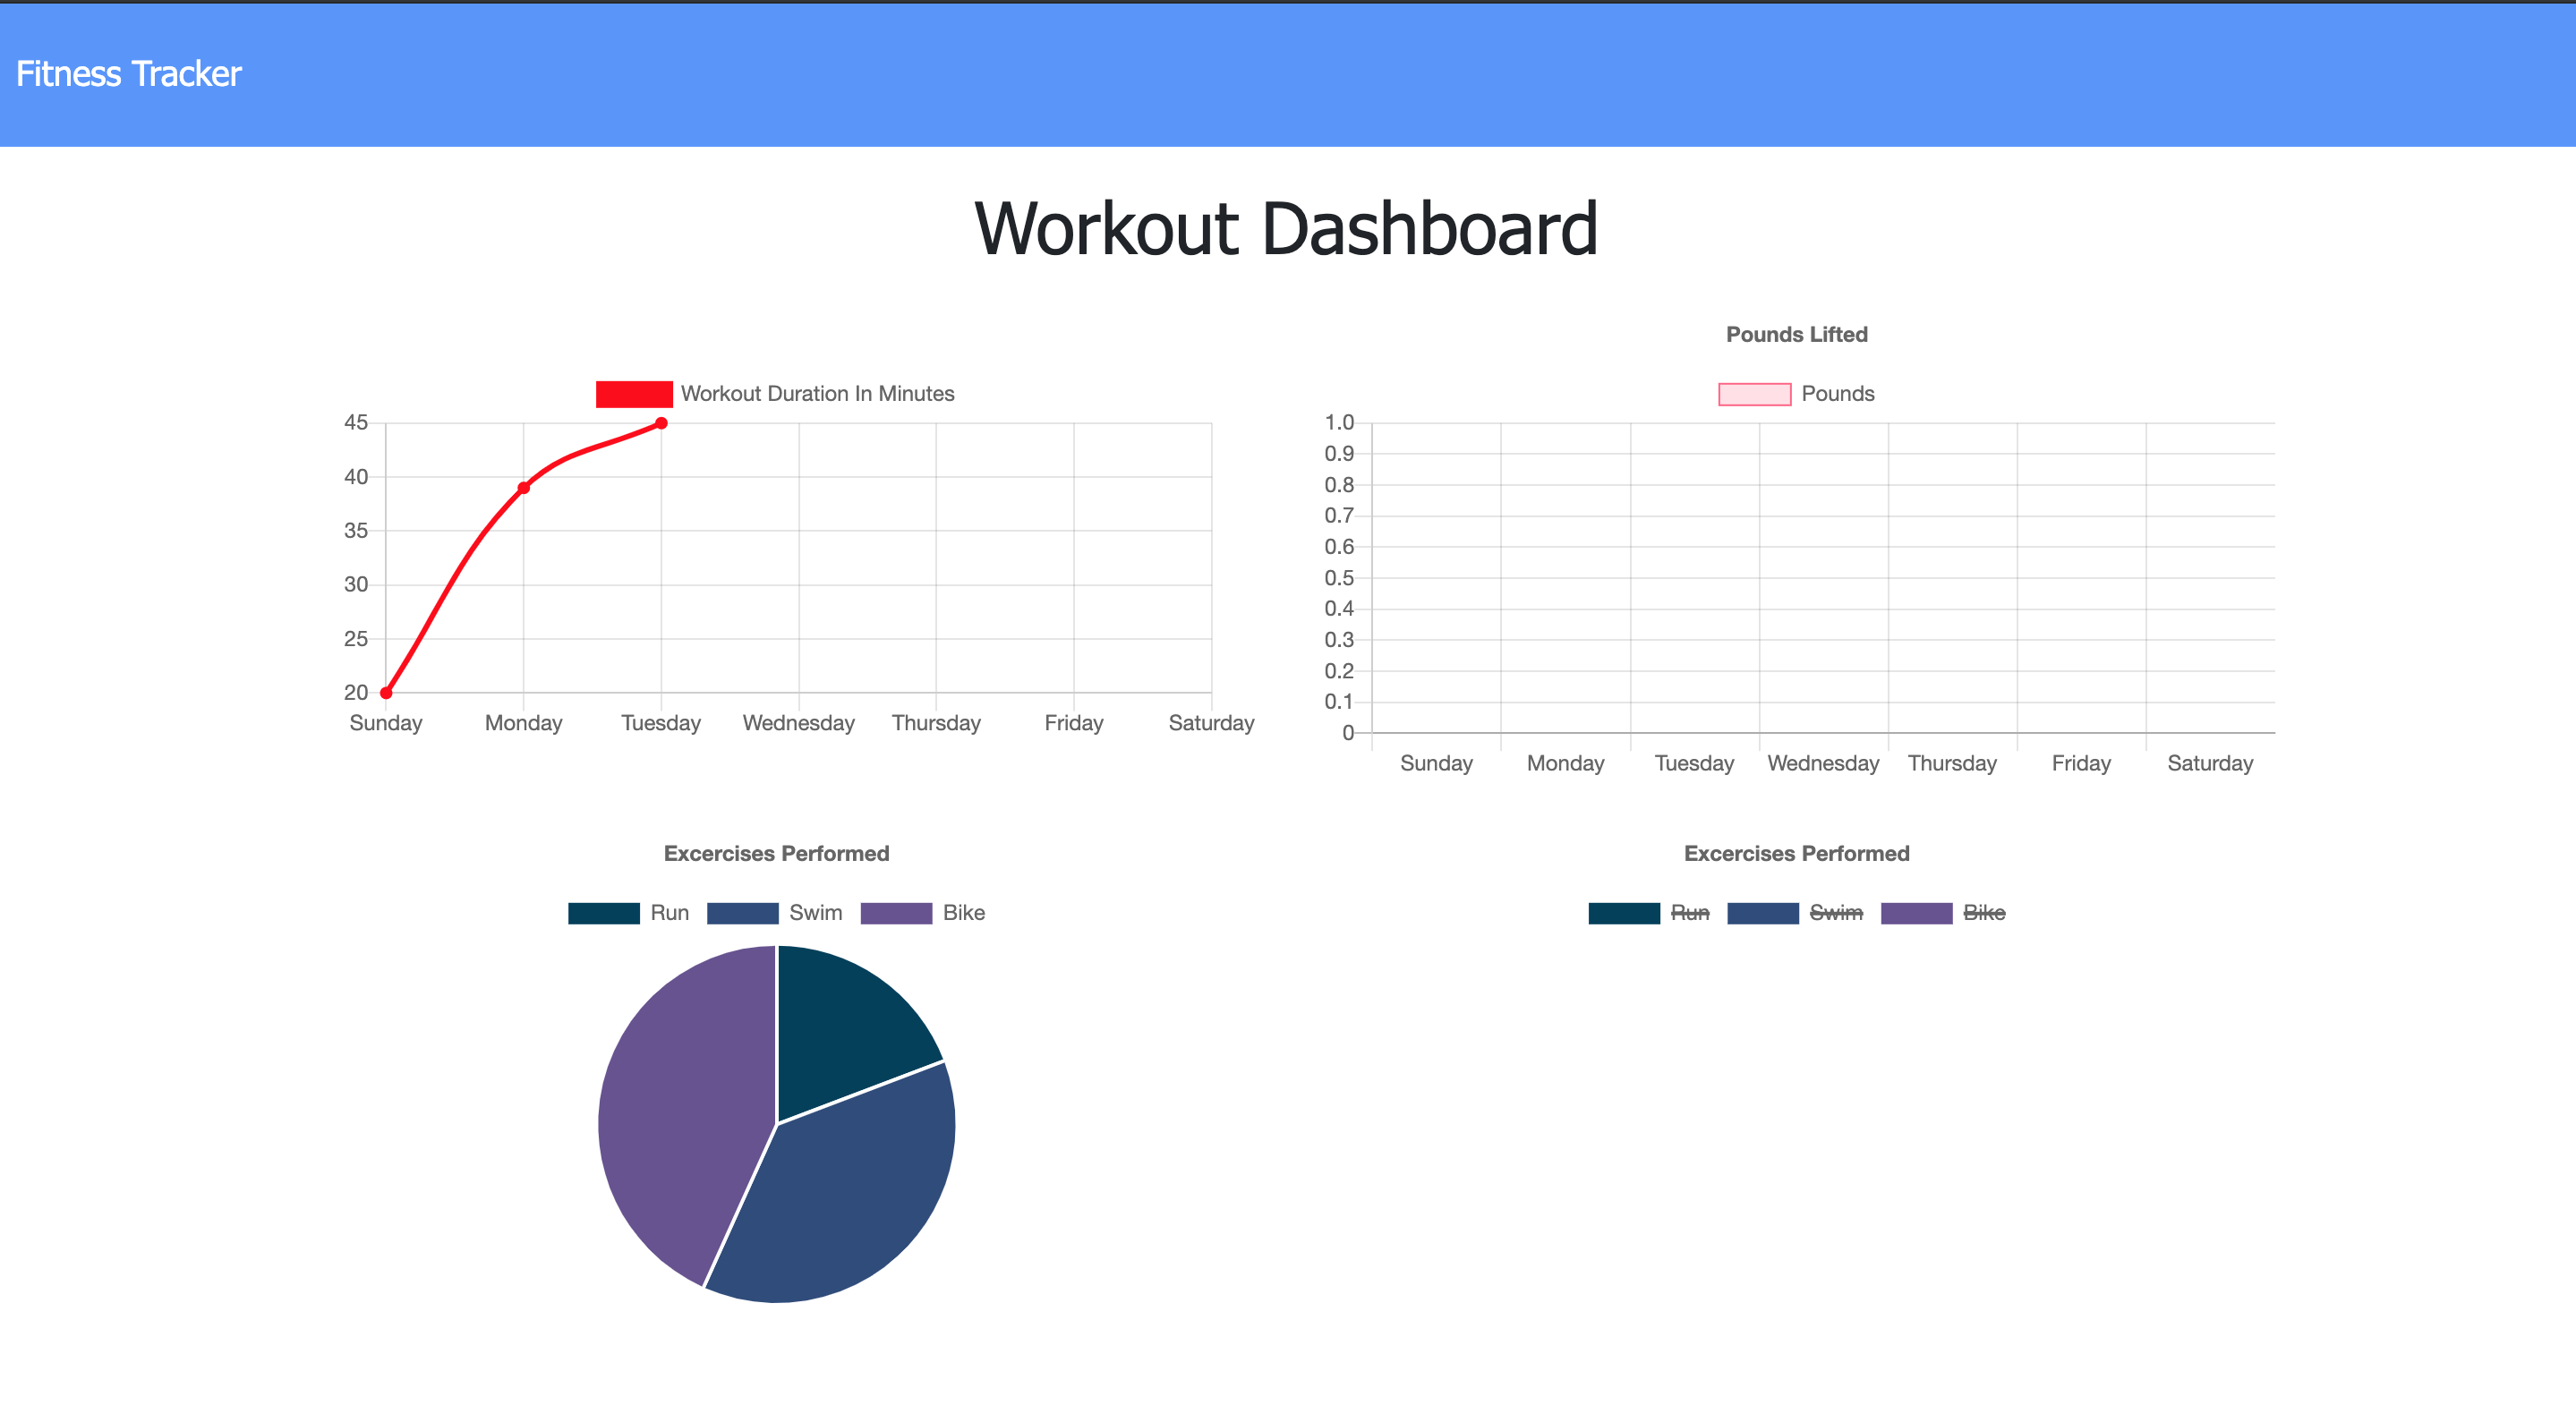 Fitness Tracker
Workout Dashboard
Workout Duration In Minutes
45
40
35
30
25
20
Sunday Monday Tuesday Wednesday Thursday Friday Saturday
Pounds Lifted
Pounds
1.0
0.9
0.8
0.7
0.6
0.5
0.4
0.3
0.2
0.1
0
Sunday Monday Tuesday Wednesday Thursday Friday Saturday
Excercises Performed
Run Swim Bike
Excercises Performed
Run Swim Bike